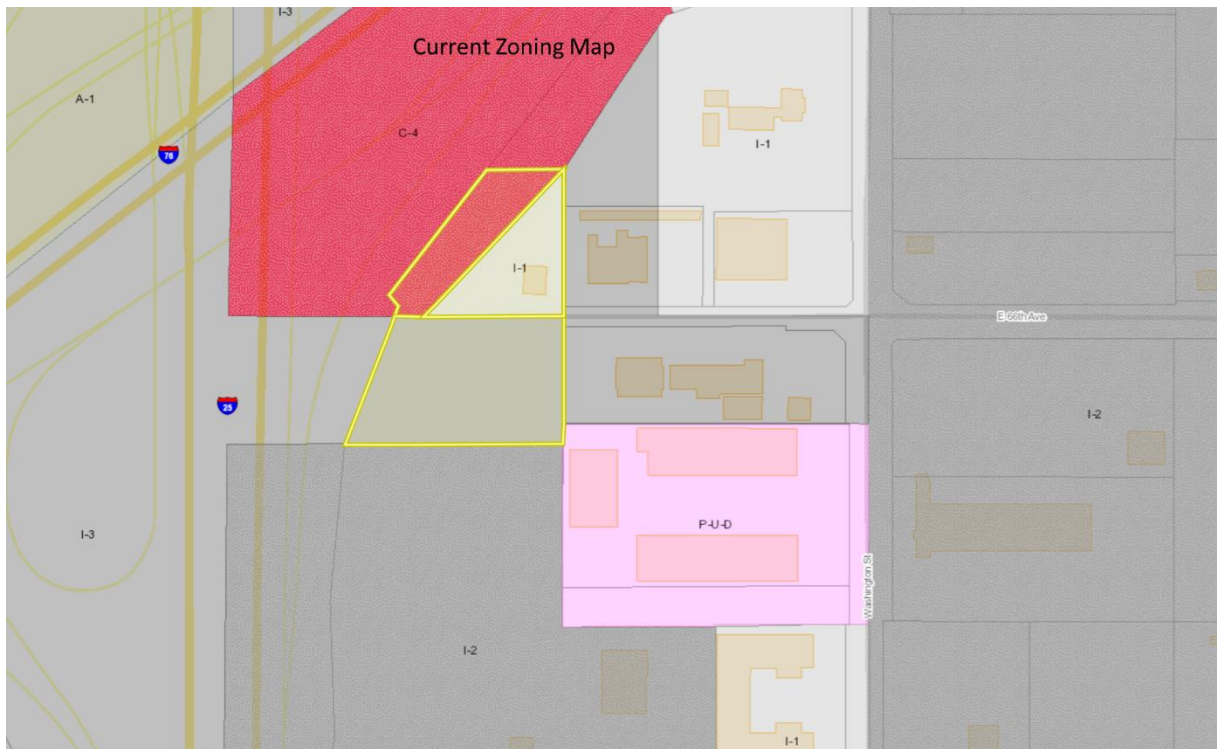 I-3
Current Zoning Map
A-1
C-4
76
I-1
I-1
E 66th Ave
25
I-2
P-U-D
I-3
Washington St
I-2
I-1